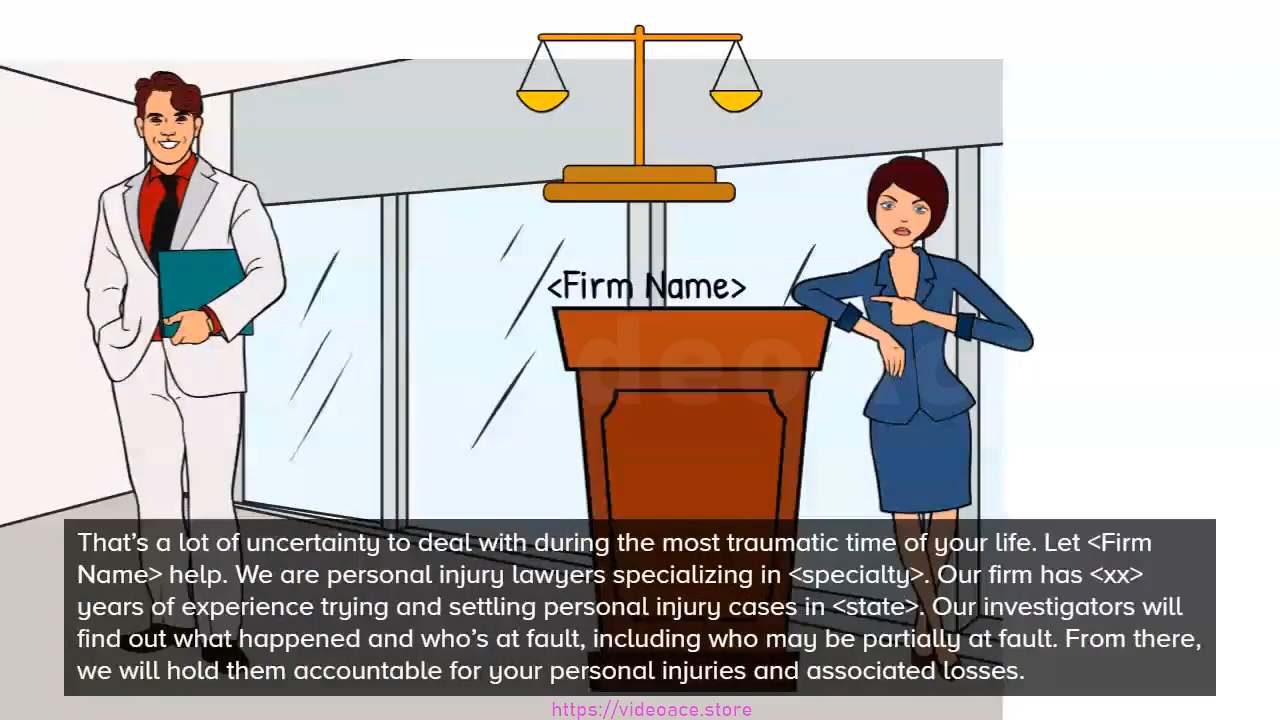 <Firm Name>
That's a lot of uncertainty to deal with during the most traumatic time of your life. Let <Firm
Name> help. We are personal injury lawyers specializing in <specialty>. Our firm has <xx>
years of experience trying and settling personal injury cases in <state>. Our investigators will
find out what happened and who's at fault, including who may be partially at fault. From there,
we will hold them accountable for your personal injuries and associated losses.
https://videoace.store